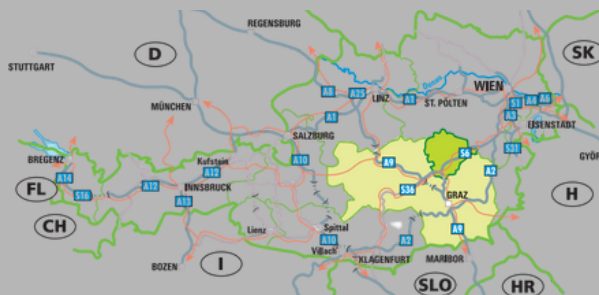 REGENSBURG
D
SK
STUTTGART
Donau
WIEN
A8
A25
LINZ
A1
ST. PÖLTEN
S1
A4
A6
MÜNCHEN
A3
A1
EISENSTADT
SALZBURG
S31
GYÖR
BREGENZ
Kufstein
A10
A9
S6
A14
A12
A12
INNSBRUCK
S36
A2
FL
S16
A13
GRAZ
H
CH
Lienz
Spittal
A9
A10
A2
Villach
BOZEN
I
KLAGENFURT
MARIBOR
SLO
HR